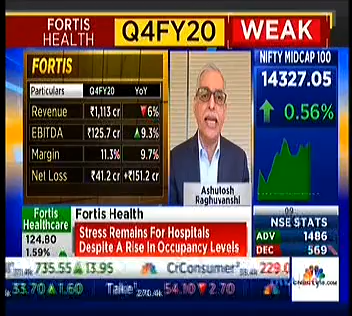 FORTIS
HEALTH
Q4FY20
WEAK
FORTIS
Particulars Q4FY20 YoY
Revenue ₹1,113 cr ▼6%
EBITDA ₹125.7 cr ▲9.3%
Margin 11.3% 9.7%
Net Loss ₹41.2 cr ₹151.2 cr
Ashutosh
Raghuvanshi
NIFTY MIDCAP 100
14327.05
0.56%
Fortis
Healthcare
124.80
1.59%
Fortis Health
Stress Remains For Hospitals
Despite A Rise In Occupancy Levels
NSE STATS
ADV 1486
DEC 569
735.55 ▲13.95 CrConsumer 229.0
33.70 ▲1.60 54.10 ▼2.70